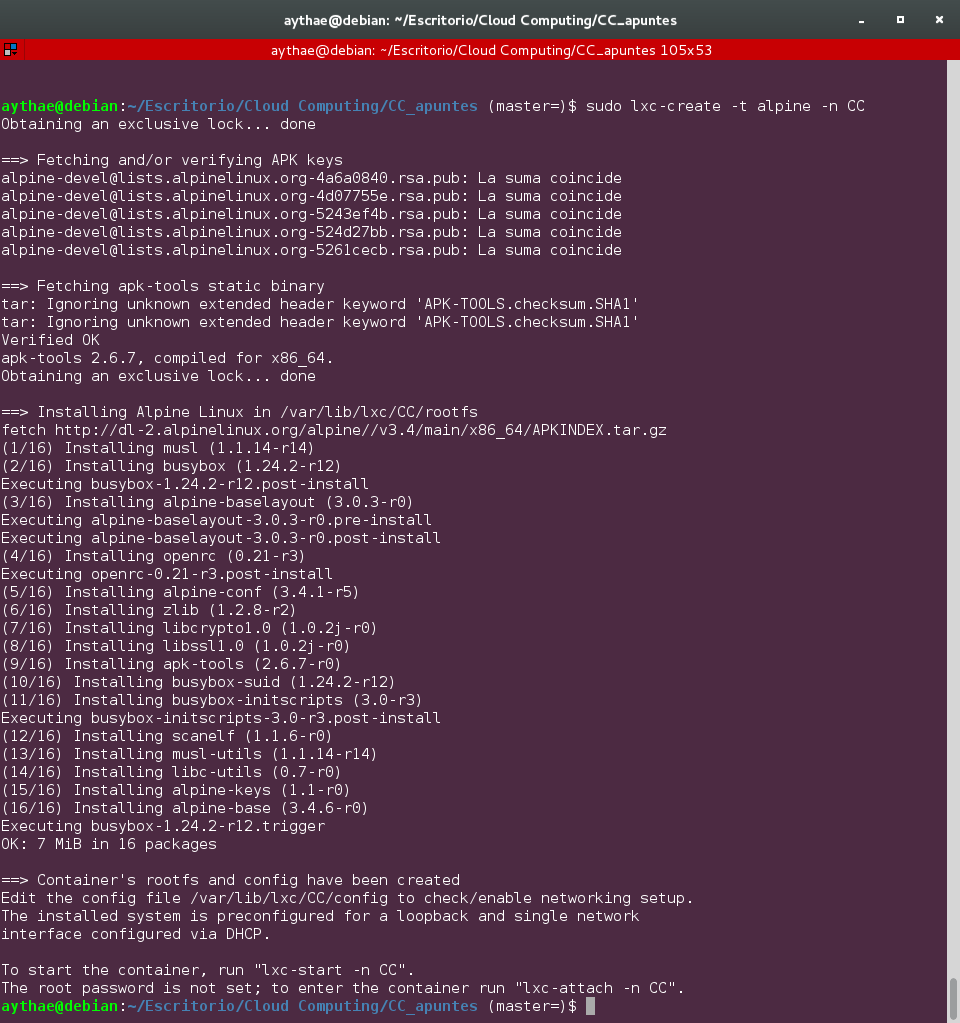 aythae@debian: ~/Escritorio/Cloud Computing/CC_apuntes
aythae@debian: ~/Escritorio/Cloud Computing/CC_apuntes 105x53
aythae@debian:~/Escritorio/Cloud Computing/CC_apuntes (master=)$ sudo lxc-create -t alpine -n CC
Obtaining an exclusive lock... done
==> Fetching and/or verifying APK keys
alpine-devel@lists.alpinelinux.org-4a6a0840.rsa.pub: La suma coincide
alpine-devel@lists.alpinelinux.org-4d07755e.rsa.pub: La suma coincide
alpine-devel@lists.alpinelinux.org-5243ef4b.rsa.pub: La suma coincide
alpine-devel@lists.alpinelinux.org-524d27bb.rsa.pub: La suma coincide
alpine-devel@lists.alpinelinux.org-5261cecb.rsa.pub: La suma coincide
==> Fetching apk-tools static binary
tar: Ignoring unknown extended header keyword 'APK-TOOLS.checksum.SHA1'
tar: Ignoring unknown extended header keyword 'APK-TOOLS.checksum.SHA1'
Verified OK
apk-tools 2.6.7, compiled for x86_64.
Obtaining an exclusive lock... done
==> Installing Alpine Linux in /var/lib/lxc/CC/rootfs
fetch http://dl-2.alpinelinux.org/alpine//v3.4/main/x86_64/APKINDEX.tar.gz
(1/16) Installing musl (1.1.14-r14)
(2/16) Installing busybox (1.24.2-r12)
Executing busybox-1.24.2-r12.post-install
(3/16) Installing alpine-baselayout (3.0.3-r0)
Executing alpine-baselayout-3.0.3-r0.pre-install
Executing alpine-baselayout-3.0.3-r0.post-install
(4/16) Installing openrc (0.21-r3)
Executing openrc-0.21-r3.post-install
(5/16) Installing alpine-conf (3.4.1-r5)
(6/16) Installing zlib (1.2.8-r2)
(7/16) Installing libcrypto1.0 (1.0.2j-r0)
(8/16) Installing libssl1.0 (1.0.2j-r0)
(9/16) Installing apk-tools (2.6.7-r0)
(10/16) Installing busybox-suid (1.24.2-r12)
(11/16) Installing busybox-initscripts (3.0-r3)
Executing busybox-initscripts-3.0-r3.post-install
(12/16) Installing scanelf (1.1.6-r0)
(13/16) Installing musl-utils (1.1.14-r14)
(14/16) Installing libc-utils (0.7-r0)
(15/16) Installing alpine-keys (1.1-r0)
(16/16) Installing alpine-base (3.4.6-r0)
Executing busybox-1.24.2-r12.trigger
OK: 7 MiB in 16 packages
==> Container's rootfs and config have been created
Edit the config file /var/lib/lxc/CC/config to check/enable networking setup.
The installed system is preconfigured for a loopback and single network
interface configured via DHCP.
To start the container, run "lxc-start -n CC".
The root password is not set; to enter the container run "lxc-attach -n CC".
aythae@debian:~/Escritorio/Cloud Computing/CC_apuntes (master=)$